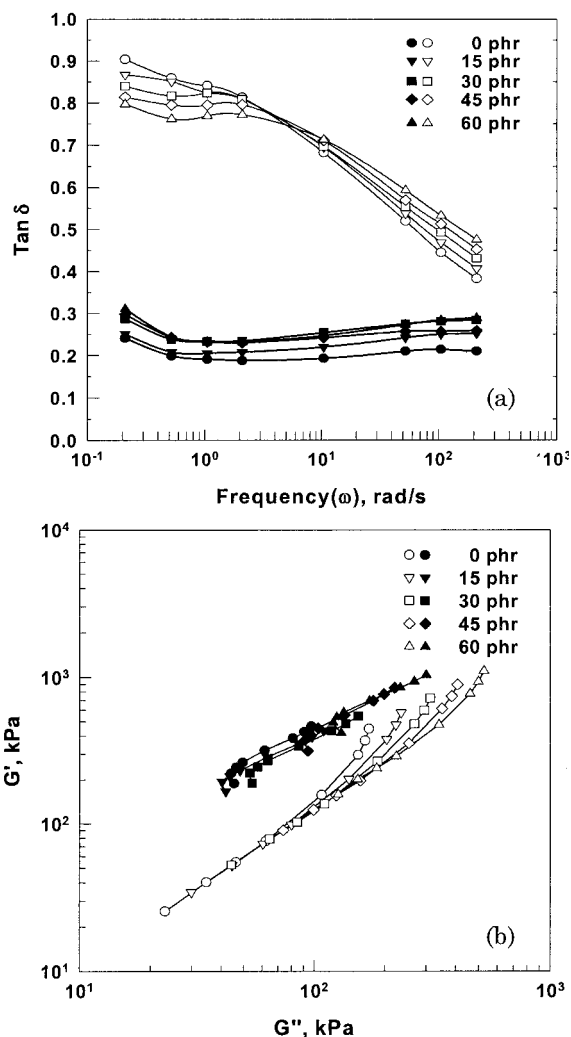 1.0
0.9
0.8
0.7
0.6
0.5
0.4
0.3
0.2
0.1
0.0
Tan δ
0 phr
15 phr
30 phr
45 phr
60 phr
(a)
10⁻¹ 10⁰ 10¹ 10² 10³
Frequency(ω), rad/s
10⁴
10³
10²
10¹
G', kPa
0 phr
15 phr
30 phr
45 phr
60 phr
(b)
10¹ 10² 10³
G'', kPa